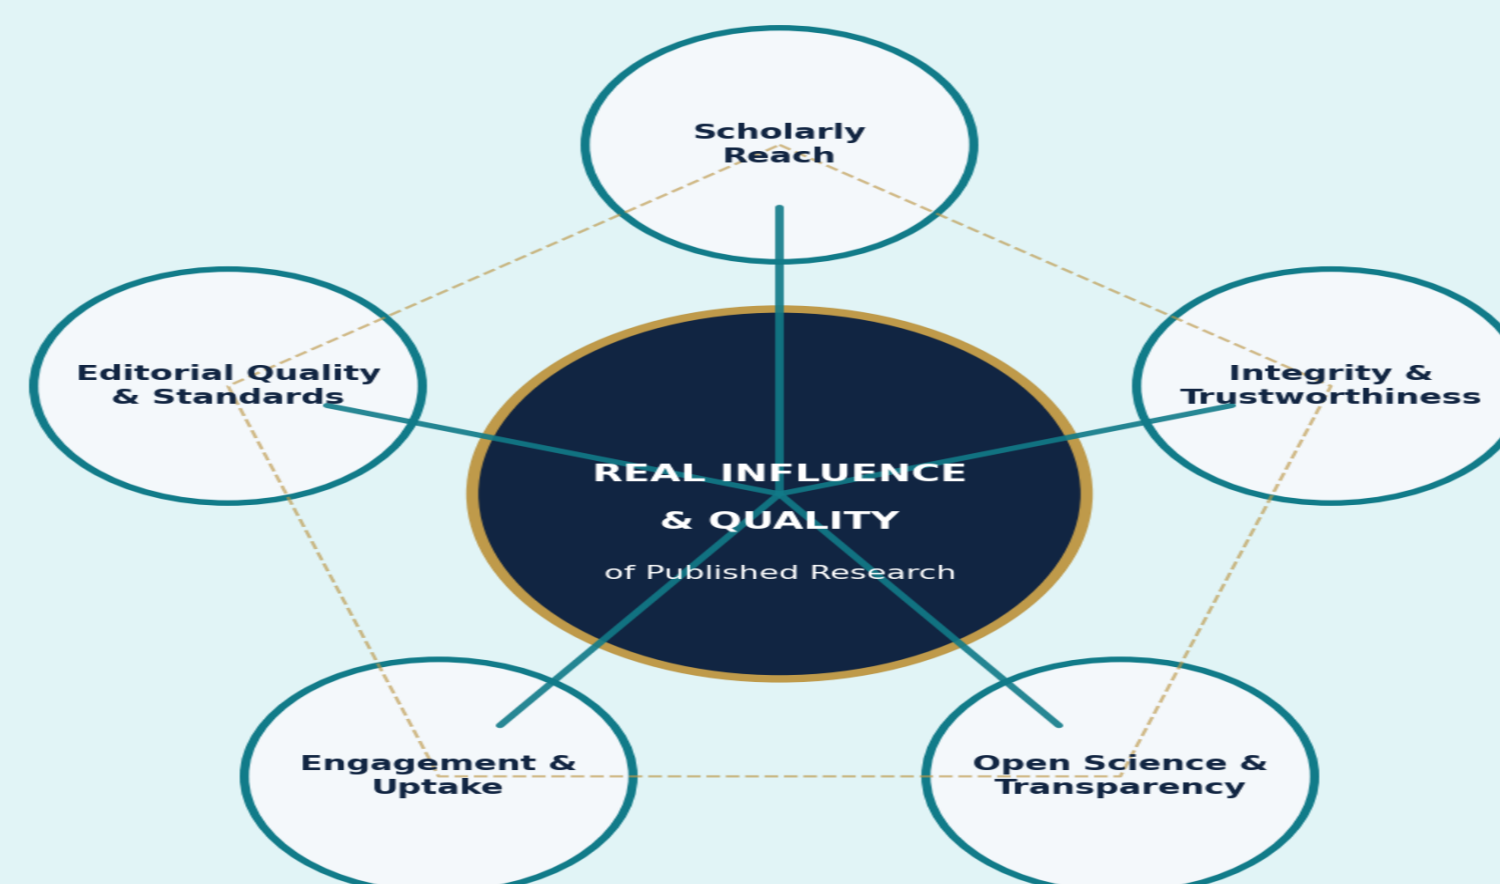 Scholarly
Reach
Editorial Quality
& Standards
Integrity &
Trustworthiness
REAL INFLUENCE
& QUALITY
of Published Research
Engagement &
Uptake
Open Science &
Transparency